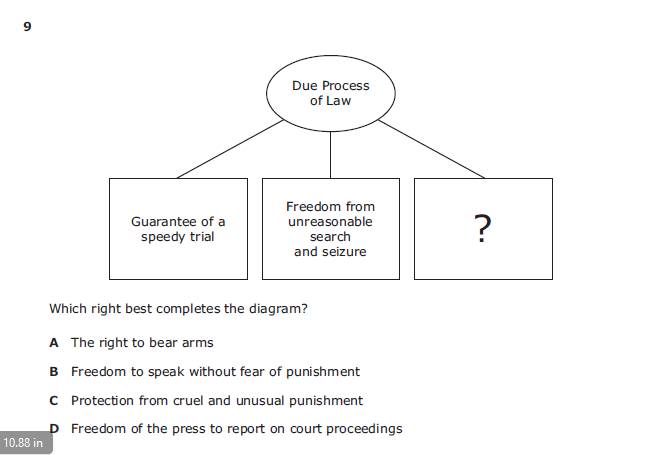 9
Due Process
of Law
Guarantee of a
speedy trial
Freedom from
unreasonable
search
and seizure
?
Which right best completes the diagram?
A The right to bear arms
B Freedom to speak without fear of punishment
C Protection from cruel and unusual punishment
D Freedom of the press to report on court proceedings
10.88 in